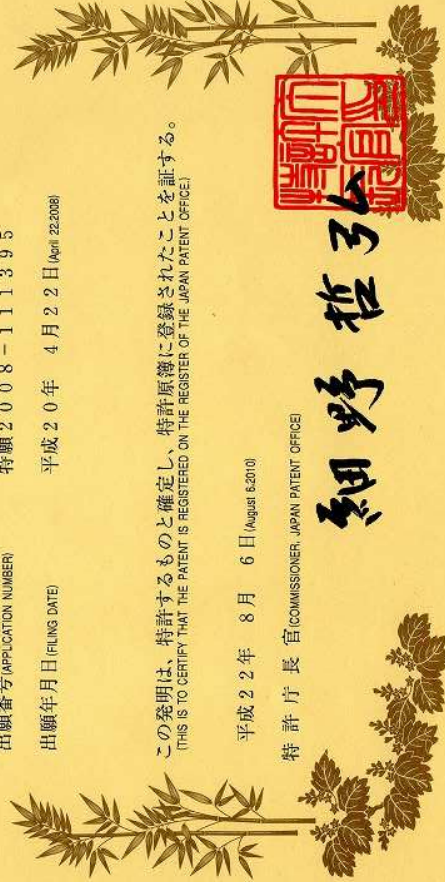 出願番号(APPLICATION NUMBER) 特願2008-111395
出願年月日(FILING DATE) 平成20年 4月22日(April 22,2008)
この発明は、特許するものと確定し、特許原簿に登録されたことを証する。
(THIS IS TO CERTIFY THAT THE PATENT IS REGISTERED ON THE REGISTER OF THE JAPAN PATENT OFFICE.)
平成22年 8月 6日(August 6,2010)
特許庁長官(COMMISSIONER, JAPAN PATENT OFFICE)
細野哲弘